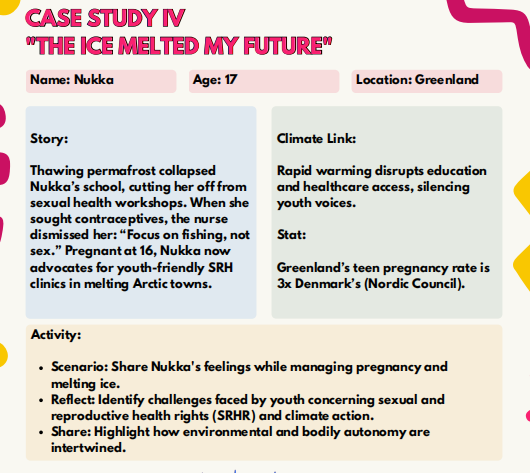 CASE STUDY IV
"THE ICE MELTED MY FUTURE"
Name: Nukka
Age: 17
Location: Greenland
Story:
Thawing permafrost collapsed
Nukka's school, cutting her off from
sexual health workshops. When she
sought contraceptives, the nurse
dismissed her: “Focus on fishing, not
sex.” Pregnant at 16, Nukka now
advocates for youth-friendly SRH
clinics in melting Arctic towns.
Climate Link:
Rapid warming disrupts education
and healthcare access, silencing
youth voices.
Stat:
Greenland's teen pregnancy rate is
3x Denmark's (Nordic Council).
Activity:
• Scenario: Share Nukka's feelings while managing pregnancy and
melting ice.
• Reflect: Identify challenges faced by youth concerning sexual and
reproductive health rights (SRHR) and climate action.
• Share: Highlight how environmental and bodily autonomy are
intertwined.